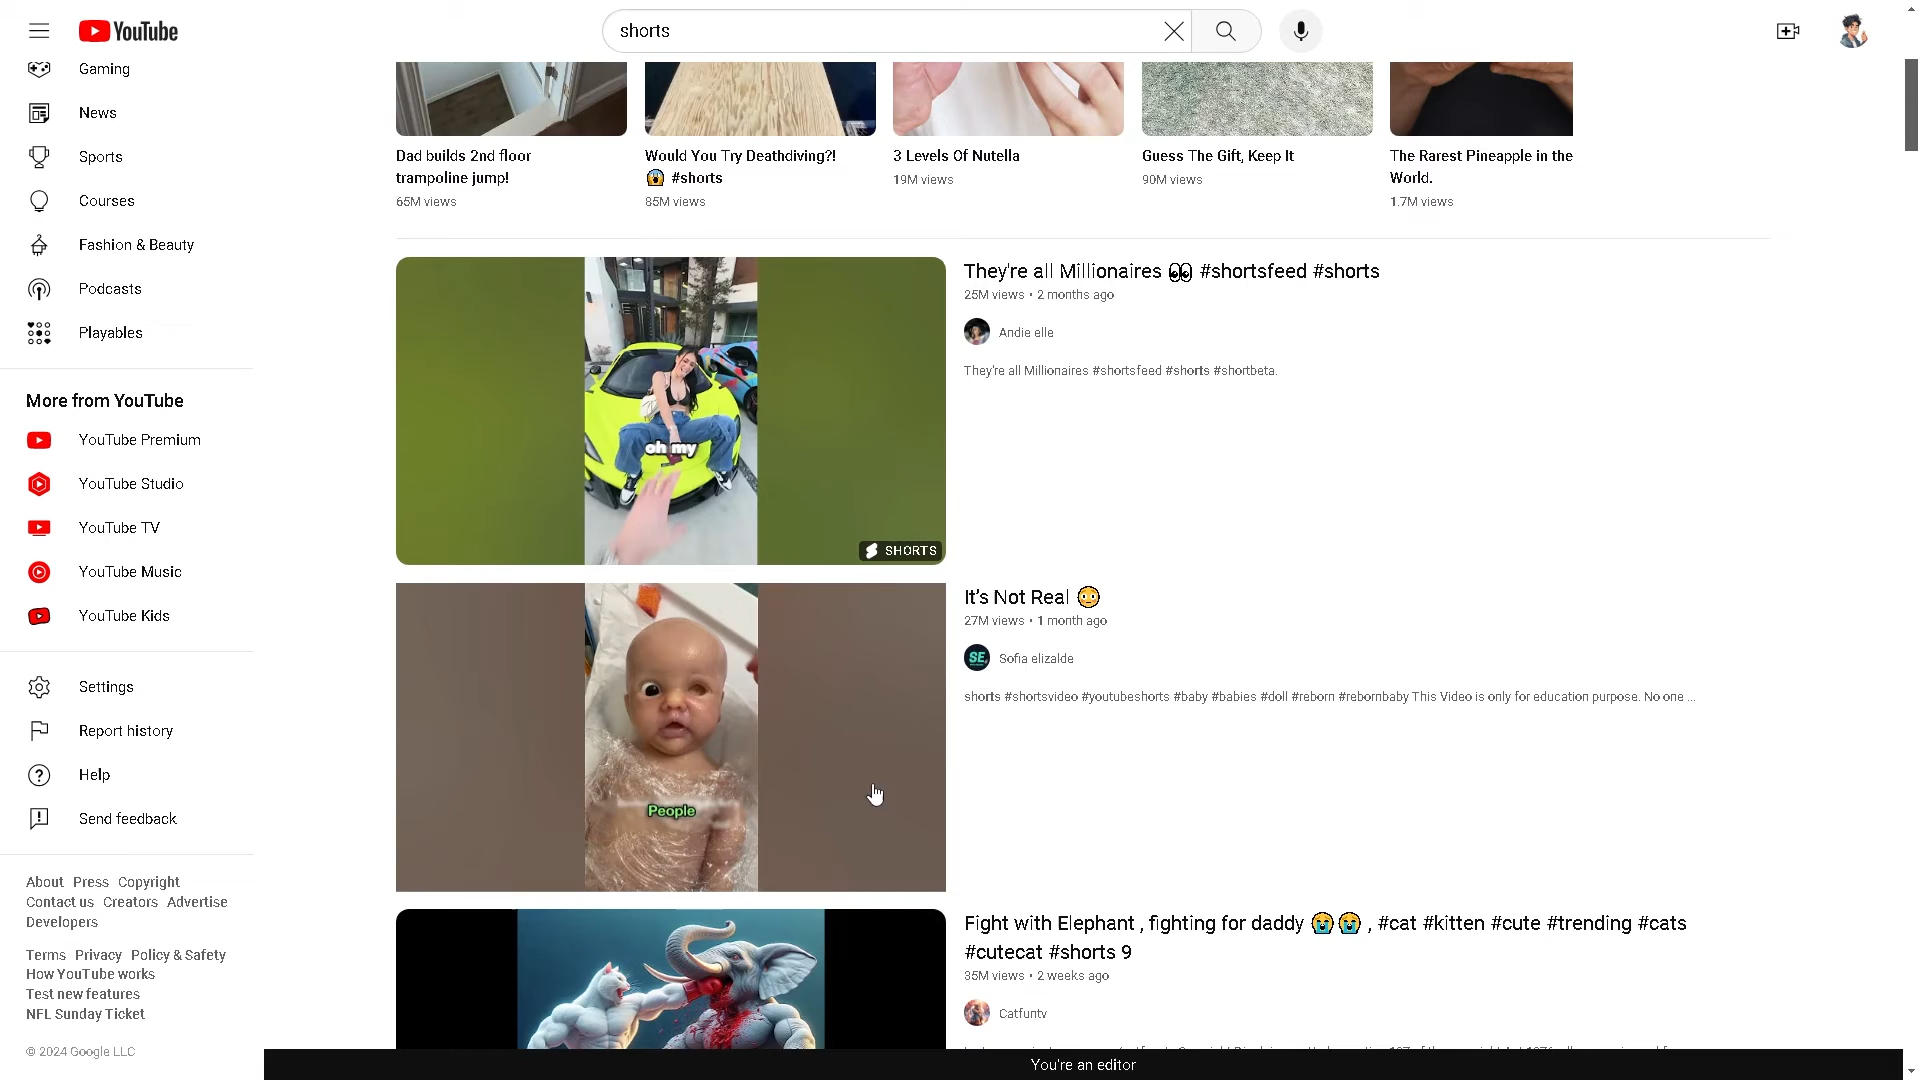 YouTube
shorts
Gaming
News
Sports
Courses
Fashion & Beauty
Podcasts
Playables
More from YouTube
YouTube Premium
YouTube Studio
YouTube TV
YouTube Music
YouTube Kids
Settings
Report history
Help
Send feedback
About Press Copyright
Contact us Creators Advertise
Developers
Terms Privacy Policy & Safety
How YouTube works
Test new features
NFL Sunday Ticket
© 2024 Google LLC
Dad builds 2nd floor
trampoline jump!
65M views
Would You Try Deathdiving?!
😱 #shorts
85M views
3 Levels Of Nutella
19M views
Guess The Gift, Keep It
90M views
The Rarest Pineapple in the
World.
1.7M views
oh my
SHORTS
They're all Millionaires 👀 #shortsfeed #shorts
25M views • 2 months ago
Andie elle
They're all Millionaires #shortsfeed #shorts #shortbeta.
People
It's Not Real 😳
27M views • 1 month ago
SE
Sofia elizalde
shorts #shortsvideo #youtubeshorts #baby #babies #doll #reborn #rebornbaby This Video is only for education purpose. No one ...
Fight with Elephant , fighting for daddy 😭😭 , #cat #kitten #cute #trending #cats
#cutecat #shorts 9
35M views • 2 weeks ago
Catfuntv
You're an editor